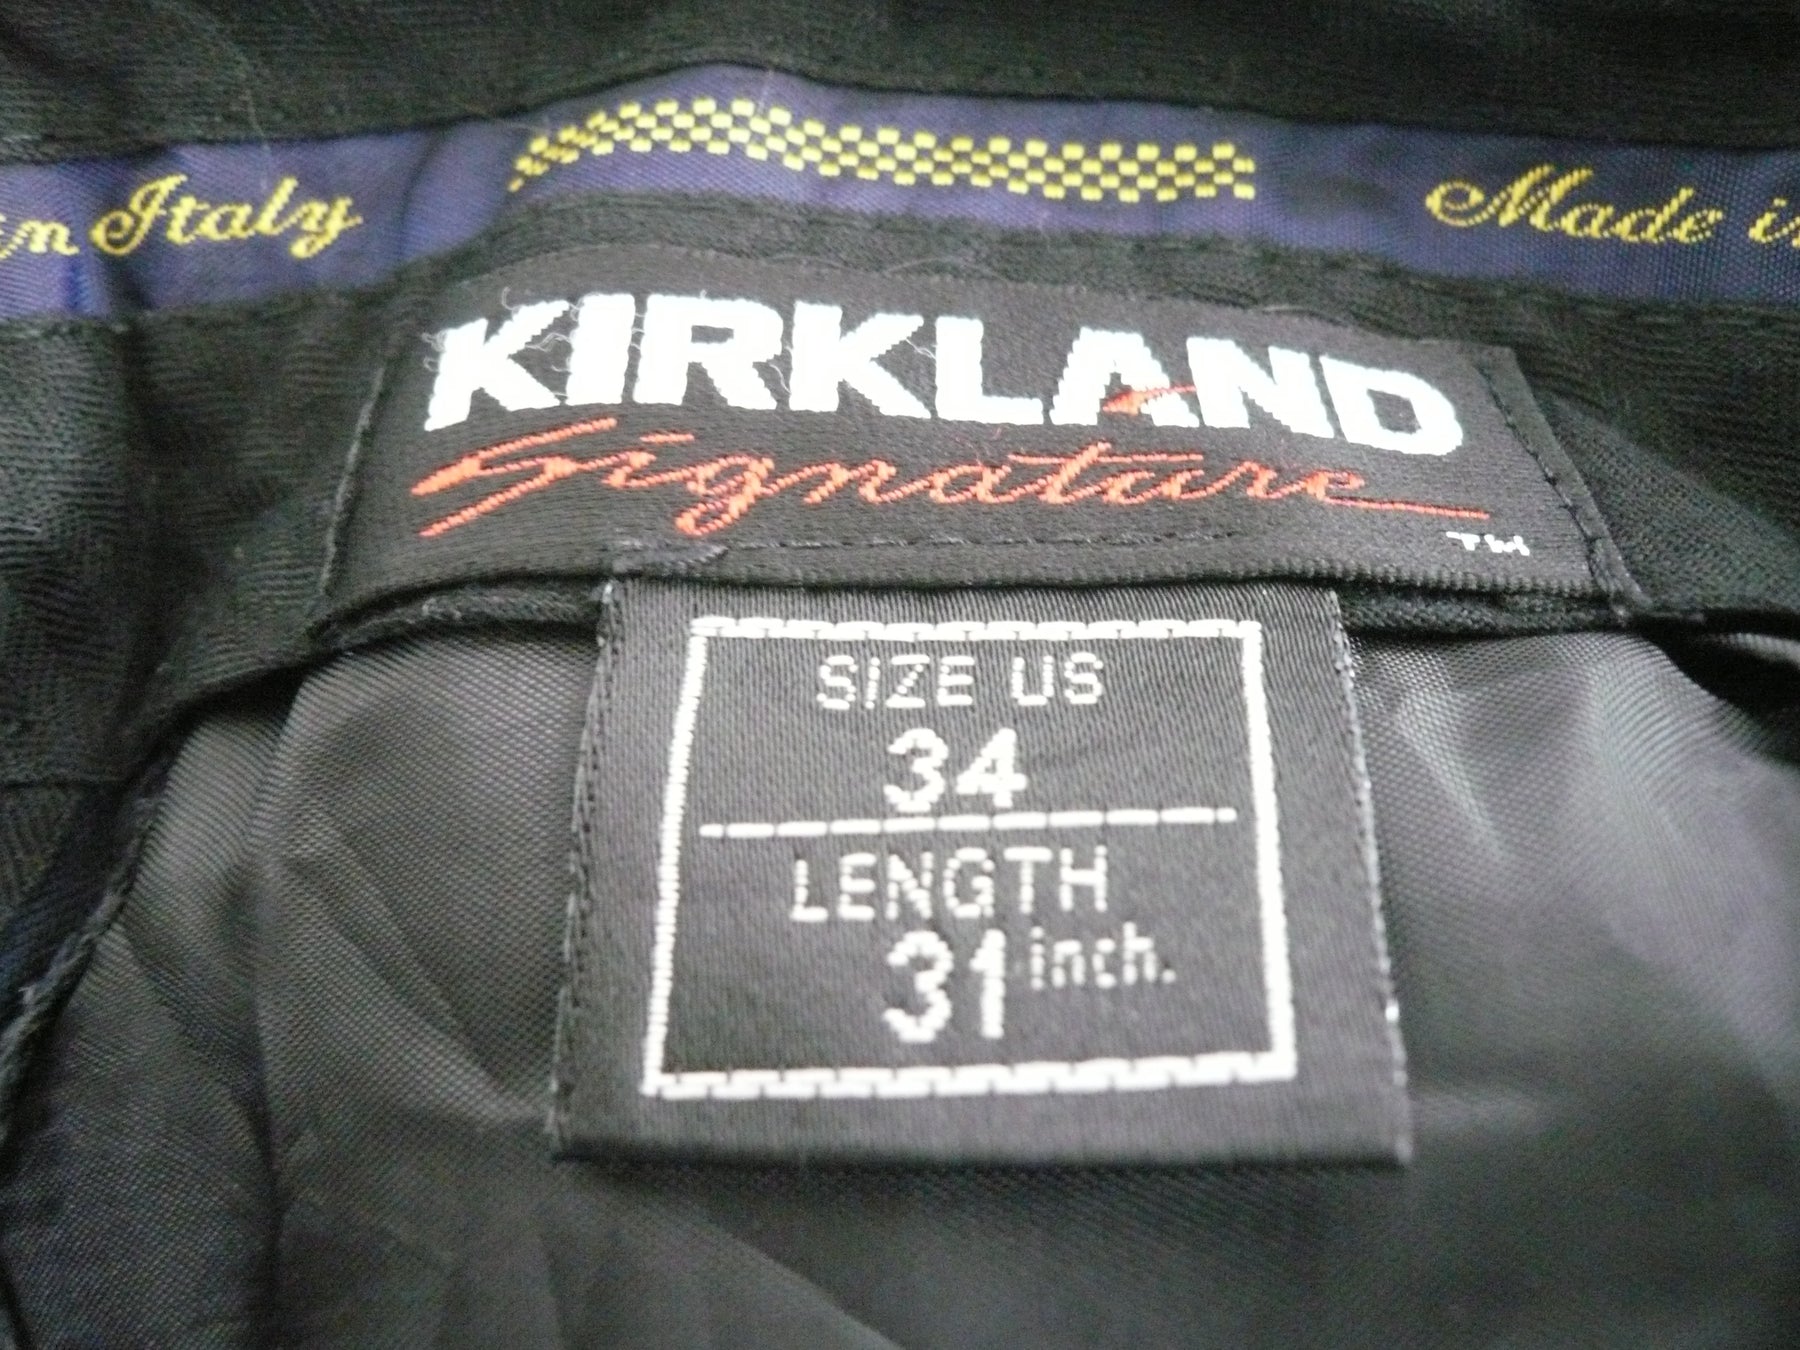 in Italy
Made in
KIRKLAND
Signature
TM
SIZE US
34
LENGTH
31 inch.